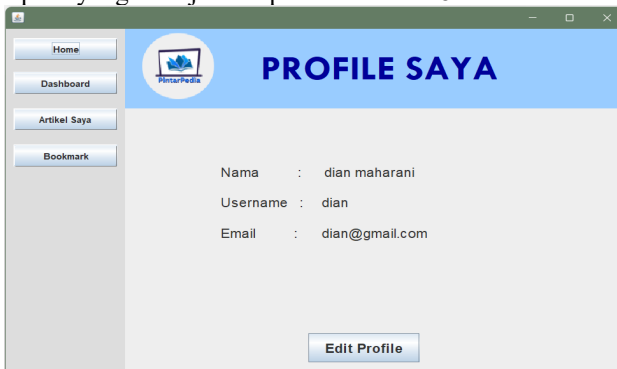 Home
Dashboard
Artikel Saya
Bookmark
PintarPedia
PROFILE SAYA
Nama : dian maharani
Username : dian
Email : dian@gmail.com
Edit Profile